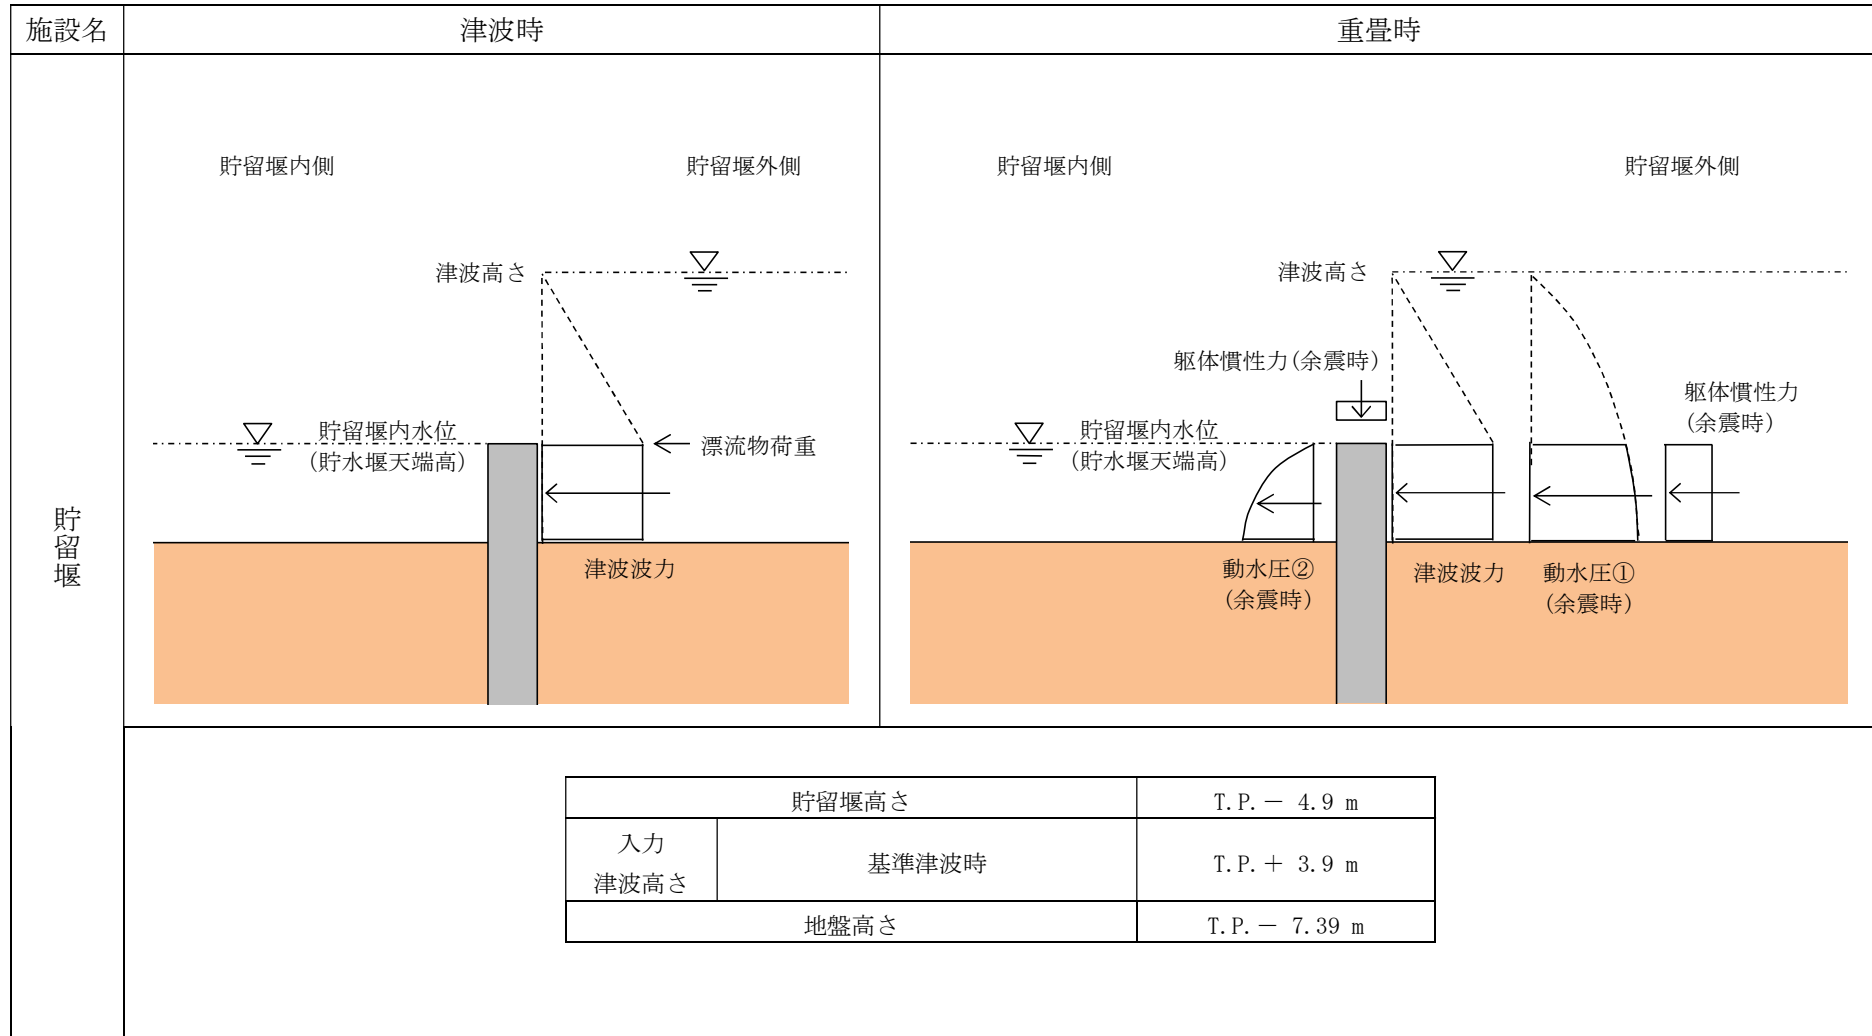 施設名
津波時
重畳時
貯留堰
貯留堰内側
貯留堰外側
津波高さ
貯留堰内水位
(貯水堰天端高)
漂流物荷重
津波波力
貯留堰内側
貯留堰外側
津波高さ
躯体慣性力(余震時)
躯体慣性力
(余震時)
貯留堰内水位
(貯水堰天端高)
動水圧②
(余震時)
津波波力
動水圧①
(余震時)
貯留堰高さ
T.P.－ 4.9 m
入力
津波高さ
基準津波時
T.P.＋ 3.9 m
地盤高さ
T.P.－ 7.39 m